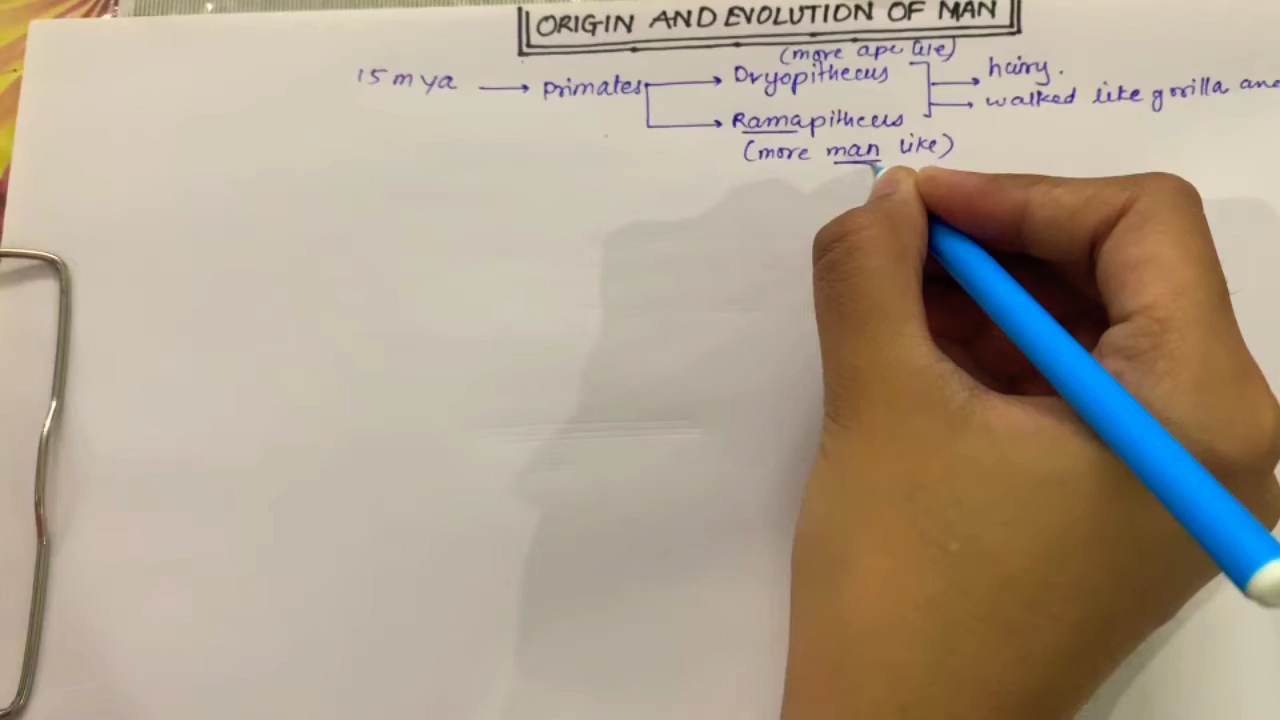 ORIGIN AND EVOLUTION OF MAN
(more ape like)
15 mya → primates → Dryopithecus → hairy.
→ walked like gorilla and
→ Ramapithecus
(more man like)